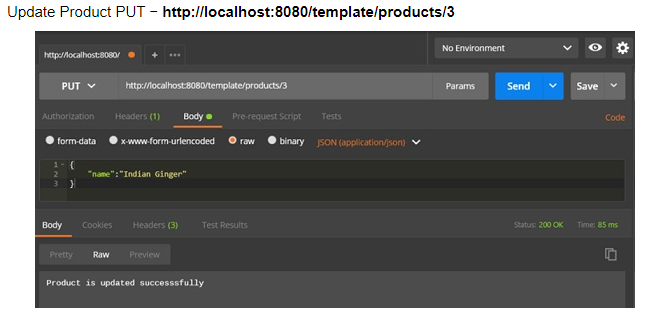 Update Product PUT − http://localhost:8080/template/products/3
http://localhost:8080/ + •••
No Environment
PUT http://localhost:8080/template/products/3 Params Send Save
Authorization Headers (1) Body Pre-request Script Tests Code
form-data x-www-form-urlencoded raw binary JSON (application/json)
1 {
2 "name":"Indian Ginger"
3 }
Body Cookies Headers (3) Test Results Status: 200 OK Time: 85 ms
Pretty Raw Preview
Product is updated successsfully